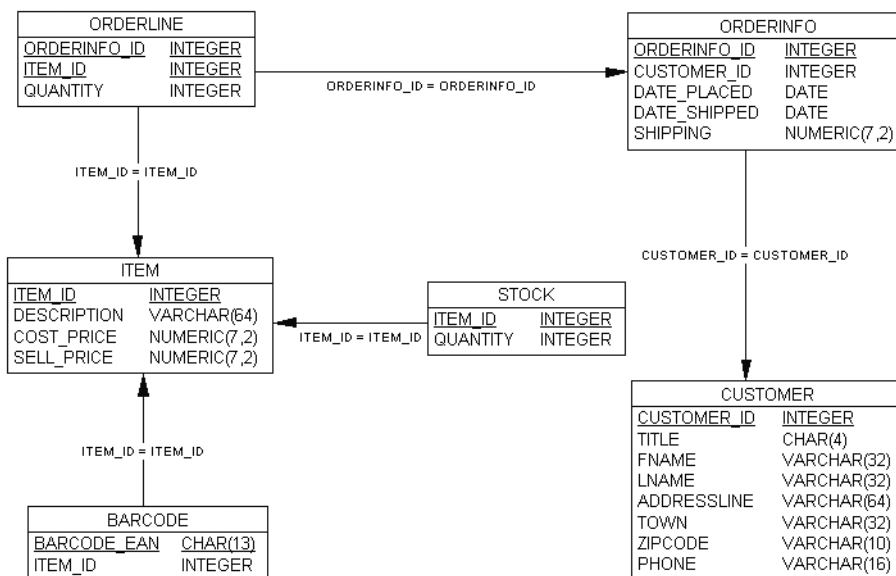 ORDERLINE
ORDERINFO_ID INTEGER
ITEM_ID INTEGER
QUANTITY INTEGER
ORDERINFO_ID = ORDERINFO_ID
ORDERINFO
ORDERINFO_ID INTEGER
CUSTOMER_ID INTEGER
DATE_PLACED DATE
DATE_SHIPPED DATE
SHIPPING NUMERIC(7,2)
ITEM_ID = ITEM_ID
CUSTOMER_ID = CUSTOMER_ID
ITEM
ITEM_ID INTEGER
DESCRIPTION VARCHAR(64)
COST_PRICE NUMERIC(7,2)
SELL_PRICE NUMERIC(7,2)
ITEM_ID = ITEM_ID
STOCK
ITEM_ID INTEGER
QUANTITY INTEGER
ITEM_ID = ITEM_ID
BARCODE
BARCODE_EAN CHAR(13)
ITEM_ID INTEGER
CUSTOMER
CUSTOMER_ID INTEGER
TITLE CHAR(4)
FNAME VARCHAR(32)
LNAME VARCHAR(32)
ADDRESSLINE VARCHAR(64)
TOWN VARCHAR(32)
ZIPCODE VARCHAR(10)
PHONE VARCHAR(16)